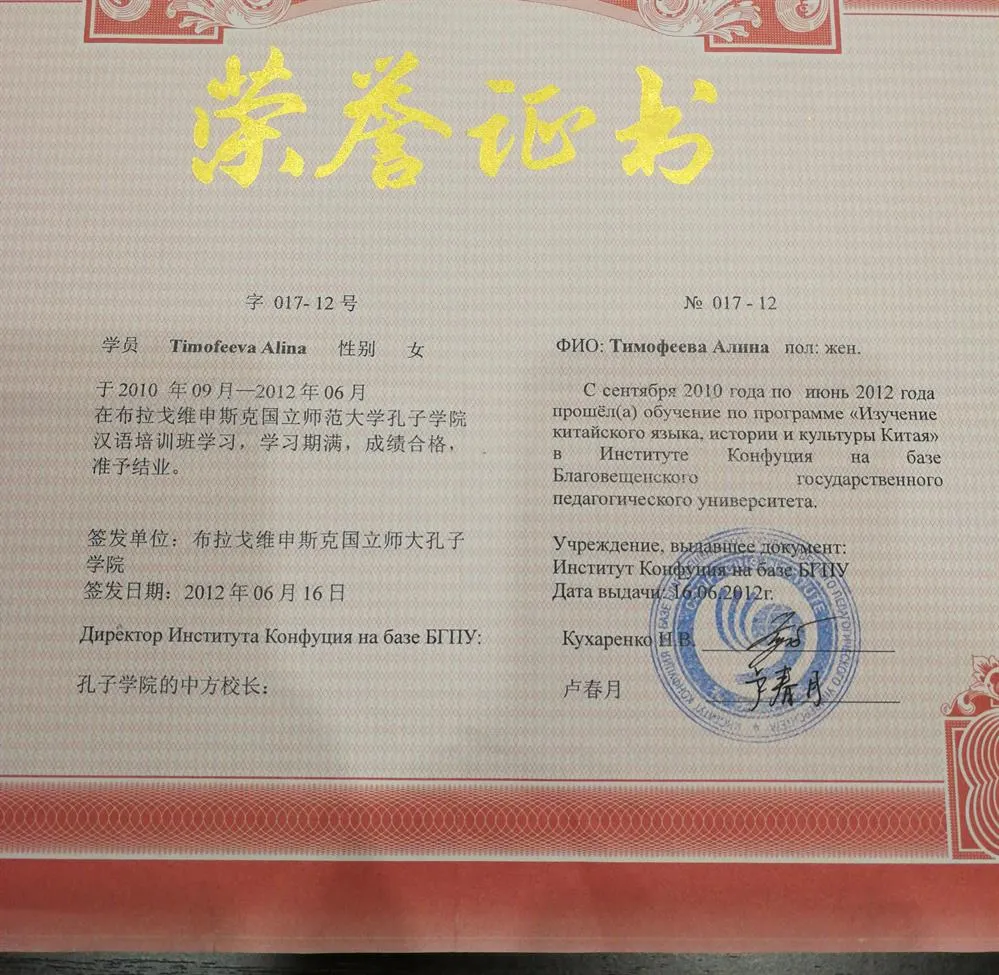 荣誉证书
字 017-12 号
学员 Timofeeva Alina 性别 女
于 2010 年 09 月—2012 年 06 月
在布拉戈维申斯克国立师范大学孔子学院
汉语培训班学习，学习期满，成绩合格，
准予结业。
签发单位：布拉戈维申斯克国立师大孔子
学院
签发日期：2012 年 06 月 16 日
Директор Института Конфуция на базе БГПУ:
孔子学院的中方校长：
№ 017 - 12
ФИО: Тимофеева Алина пол: жен.
С сентября 2010 года по июнь 2012 года
прошёл(а) обучение по программе «Изучение
китайского языка, истории и культуры Китая»
в Институте Конфуция на базе
Благовещенского государственного
педагогического университета.
Учреждение, выдавшее документ:
Институт Конфуция на базе БГПУ
Дата выдачи: 16.06.2012г.
Кухаренко Н.В.
卢春月
卢春月